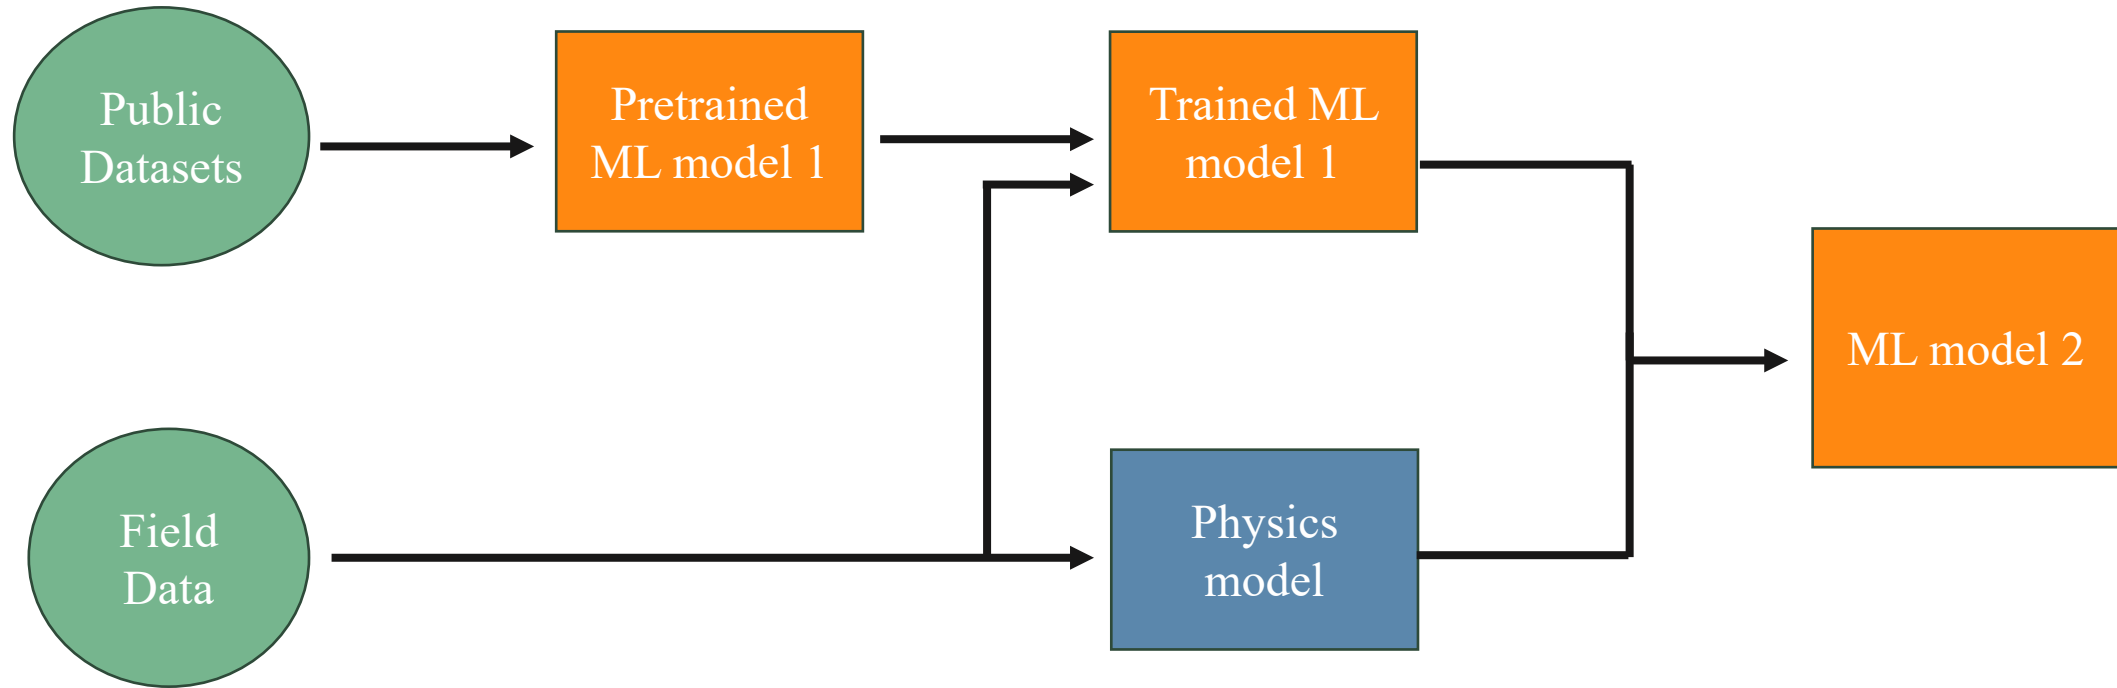 Public
Datasets
Pretrained
ML model 1
Trained ML
model 1
ML model 2
Field
Data
Physics
model